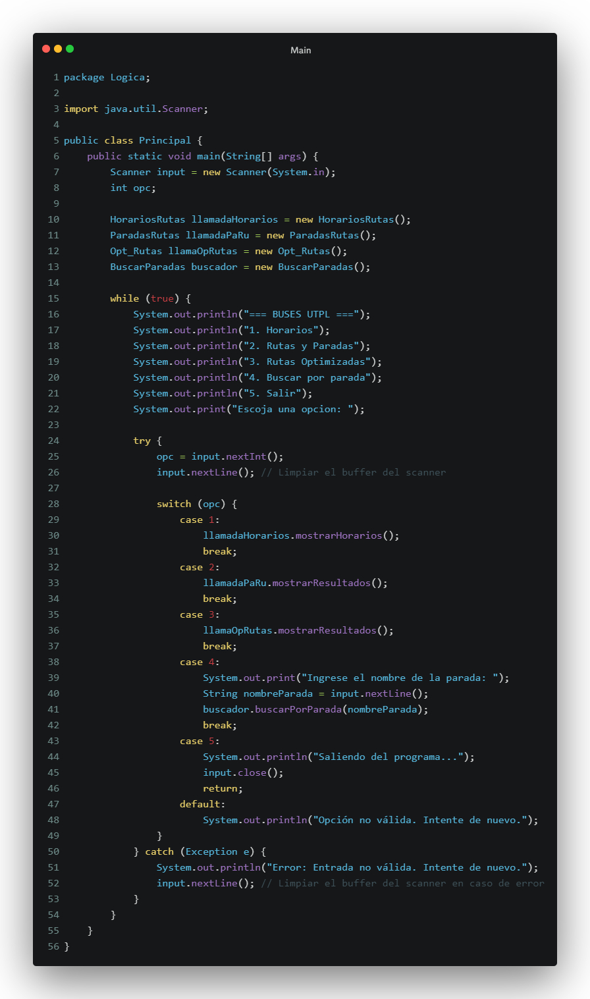 Main
1 package Logica;
2
3 import java.util.Scanner;
4
5 public class Principal {
6     public static void main(String[] args) {
7         Scanner input = new Scanner(System.in);
8         int opc;
9
10         HorariosRutas llamadaHorarios = new HorariosRutas();
11         ParadasRutas llamadaPaRu = new ParadasRutas();
12         Opt_Rutas llamaOpRutas = new Opt_Rutas();
13         BuscarParadas buscador = new BuscarParadas();
14
15         while (true) {
16             System.out.println("=== BUSES UTPL ===");
17             System.out.println("1. Horarios");
18             System.out.println("2. Rutas y Paradas");
19             System.out.println("3. Rutas Optimizadas");
20             System.out.println("4. Buscar por parada");
21             System.out.println("5. Salir");
22             System.out.print("Escoja una opcion: ");
23
24             try {
25                 opc = input.nextInt();
26                 input.nextLine(); // Limpiar el buffer del scanner
27
28                 switch (opc) {
29                     case 1:
30                         llamadaHorarios.mostrarHorarios();
31                         break;
32                     case 2:
33                         llamadaPaRu.mostrarResultados();
34                         break;
35                     case 3:
36                         llamaOpRutas.mostrarResultados();
37                         break;
38                     case 4:
39                         System.out.print("Ingrese el nombre de la parada: ");
40                         String nombreParada = input.nextLine();
41                         buscador.buscarPorParada(nombreParada);
42                         break;
43                     case 5:
44                         System.out.println("Saliendo del programa...");
45                         input.close();
46                         return;
47                     default:
48                         System.out.println("Opción no válida. Intente de nuevo.");
49                 }
50             } catch (Exception e) {
51                 System.out.println("Error: Entrada no válida. Intente de nuevo.");
52                 input.nextLine(); // Limpiar el buffer del scanner en caso de error
53             }
54         }
55     }
56 }